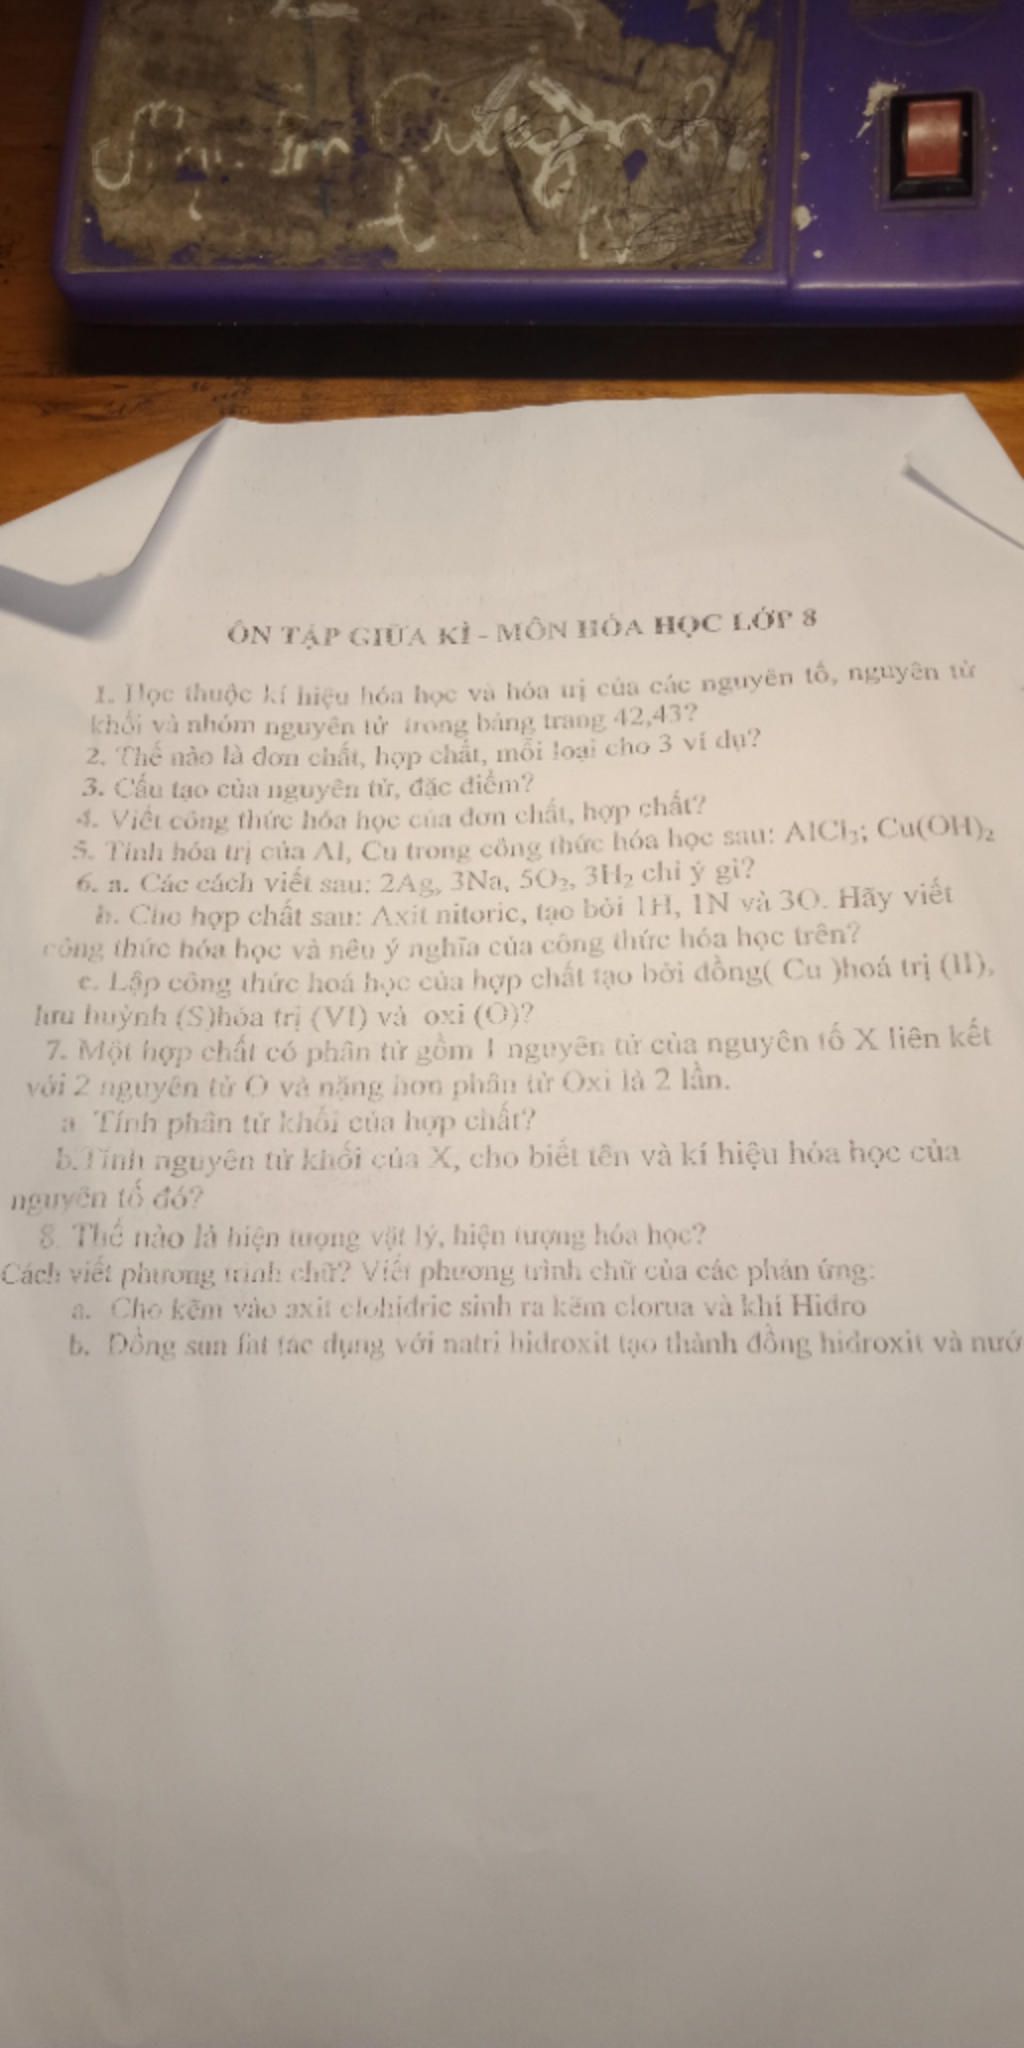 ÔN TẬP GIỮA KÌ - MÔN HÓA HỌC LỚP 8
1. Học thuộc kí hiệu hóa học và hóa trị của các nguyên tố, nguyên tử
khối và nhóm nguyên tử trong bảng trang 42,43?
2. Thế nào là đơn chất, hợp chất, mỗi loại cho 3 ví dụ?
3. Cấu tạo của nguyên tử, đặc điểm?
4. Viết công thức hóa học của đơn chất, hợp chất?
5. Tính hóa trị của Al, Cu trong công thức hóa học sau: AlCl₃; Cu(OH)₂
6. a. Các cách viết sau: 2Ag, 3Na, 5O₂, 3H₂ chỉ ý gì?
b. Cho hợp chất sau: Axit nitoric, tạo bởi 1H, 1N và 3O. Hãy viết
công thức hóa học và nêu ý nghĩa của công thức hóa học trên?
c. Lập công thức hoá học của hợp chất tạo bởi đồng( Cu )hoá trị (II),
lưu huỳnh (S)hóa trị (VI) và oxi (O)?
7. Một hợp chất có phân tử gồm 1 nguyên tử của nguyên tố X liên kết
với 2 nguyên tử O và nặng hơn phân tử Oxi là 2 lần.
a Tính phân tử khối của hợp chất?
b.Tính nguyên tử khối của X, cho biết tên và kí hiệu hóa học của
nguyên tố đó?
8. Thế nào là hiện tượng vật lý, hiện tượng hóa học?
Cách viết phương trình chữ? Viết phương trình chữ của các phản ứng:
a. Cho kẽm vào axit clohidric sinh ra kẽm clorua và khí Hidro
b. Đồng sun fat tác dụng với natri hidroxit tạo thành đồng hidroxit và nướ